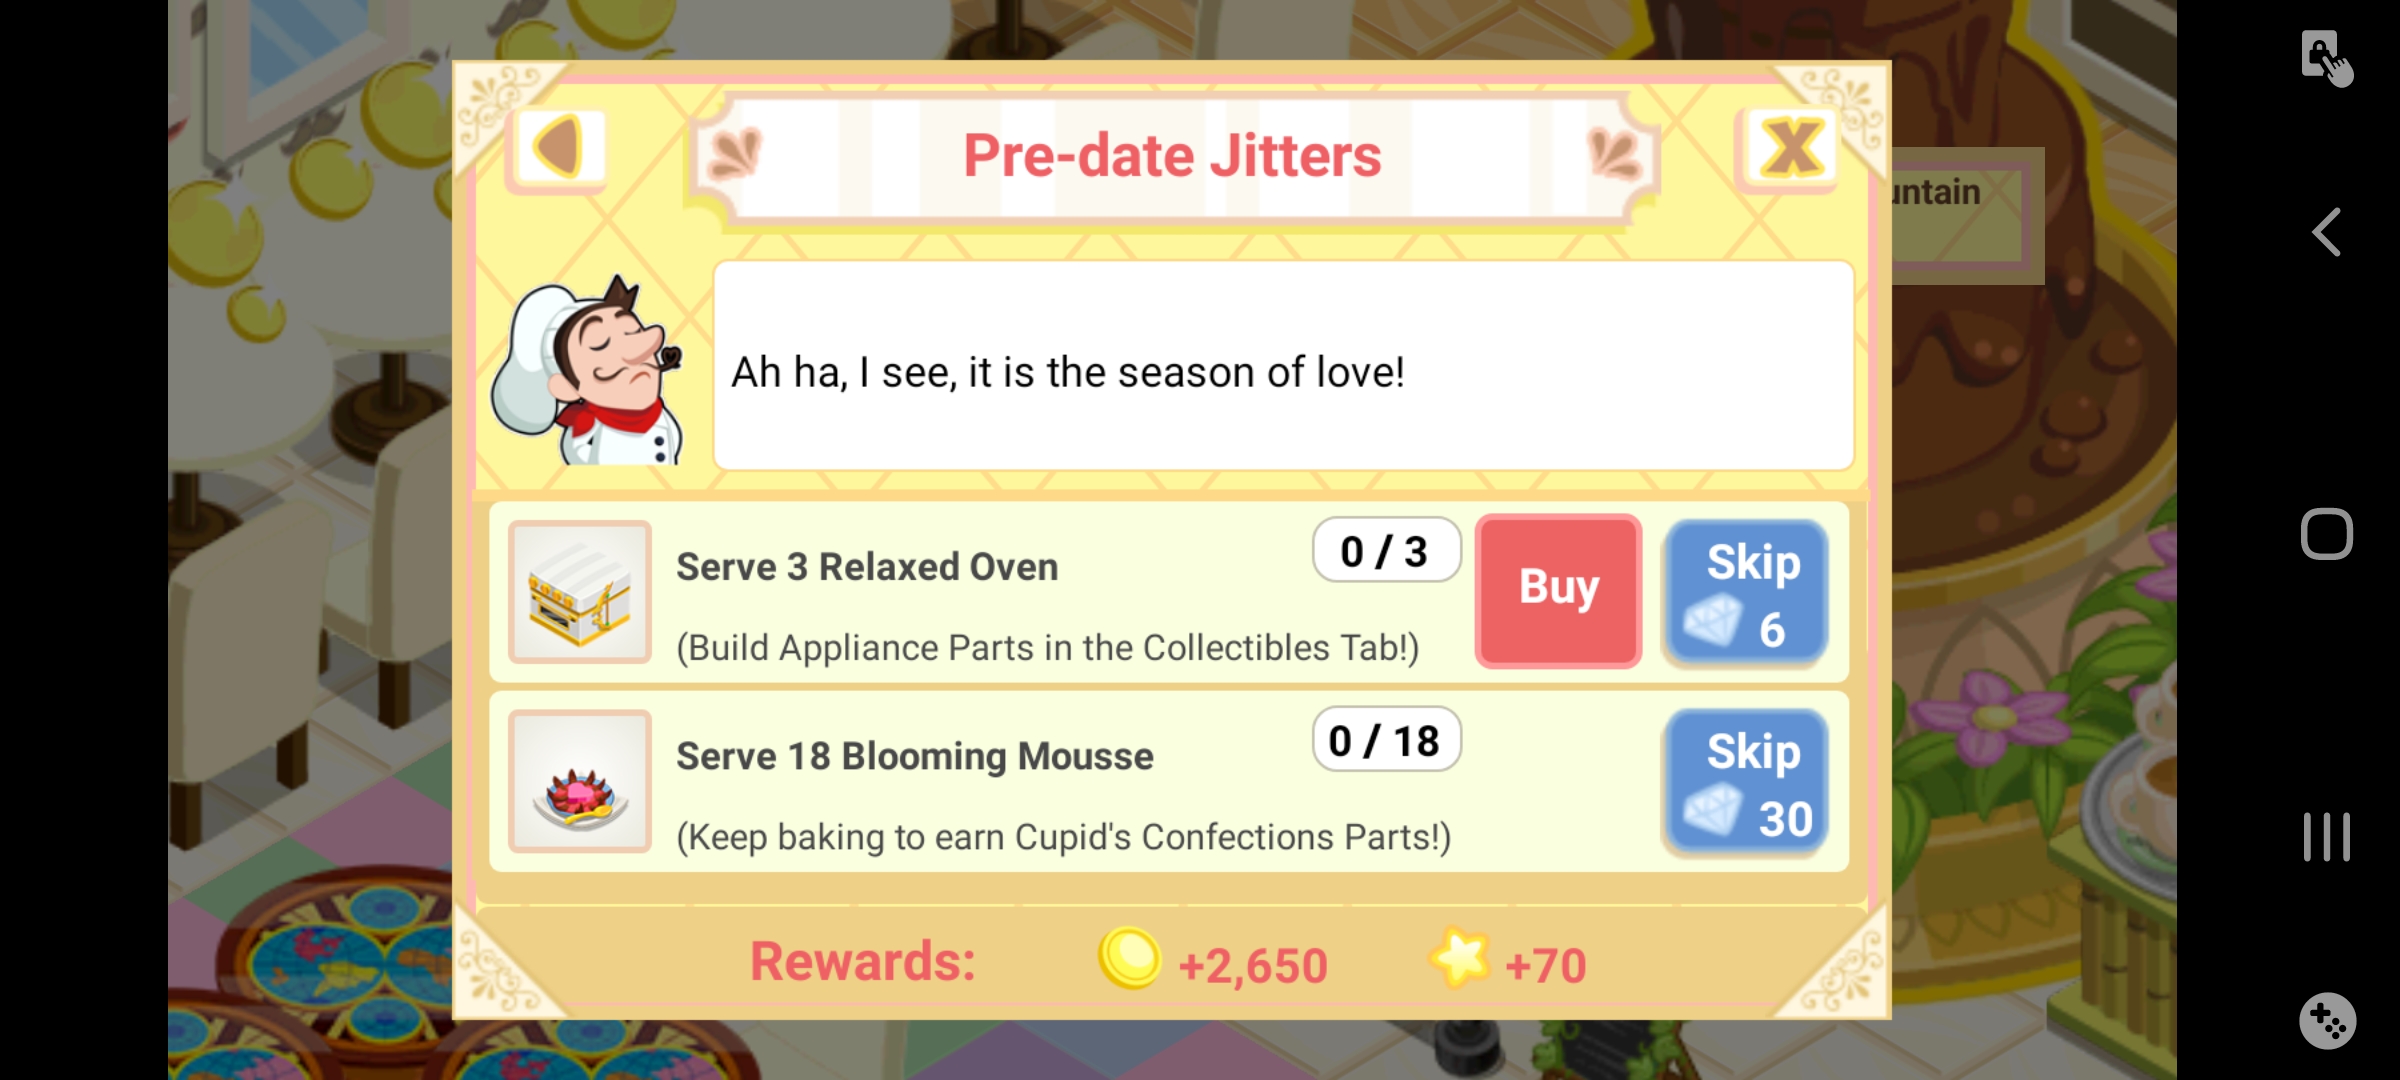 Pre-date Jitters
X
untain
Ah ha, I see, it is the season of love!
Serve 3 Relaxed Oven
0 / 3
(Build Appliance Parts in the Collectibles Tab!)
Buy
Skip
6
Serve 18 Blooming Mousse
0 / 18
(Keep baking to earn Cupid's Confections Parts!)
Skip
30
Rewards: +2,650 +70